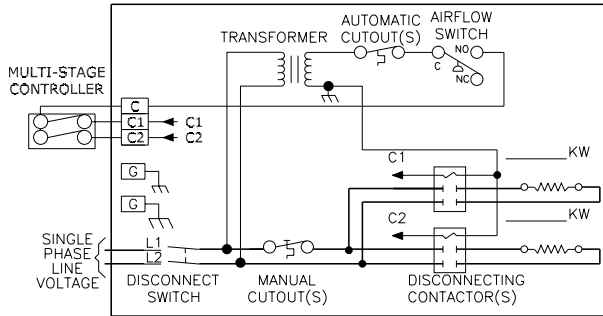 AUTOMATIC
CUTOUT(S)
AIRFLOW
SWITCH
TRANSFORMER
NO
C
NC
MULTI-STAGE
CONTROLLER
C
C1
C1
C2
C2
G
G
C1
KW
C2
KW
SINGLE
PHASE
LINE
VOLTAGE
L1
L2
DISCONNECT
SWITCH
MANUAL
CUTOUT(S)
DISCONNECTING
CONTACTOR(S)